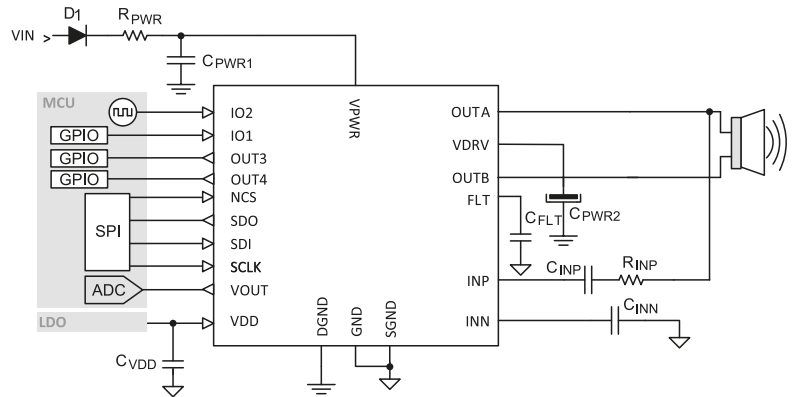 D1
RPWR
VIN >
CPWR1
MCU
VPWR
IO2
OUTA
GPIO
IO1
VDRV
GPIO
OUT3
OUTB
GPIO
OUT4
FLT
NCS
CFLT
CPWR2
SPI
SDO
SDI
SCLK
CINP
RINP
INP
ADC
VOUT
CINN
LDO
VDD
INN
DGND
GND
SGND
CVDD